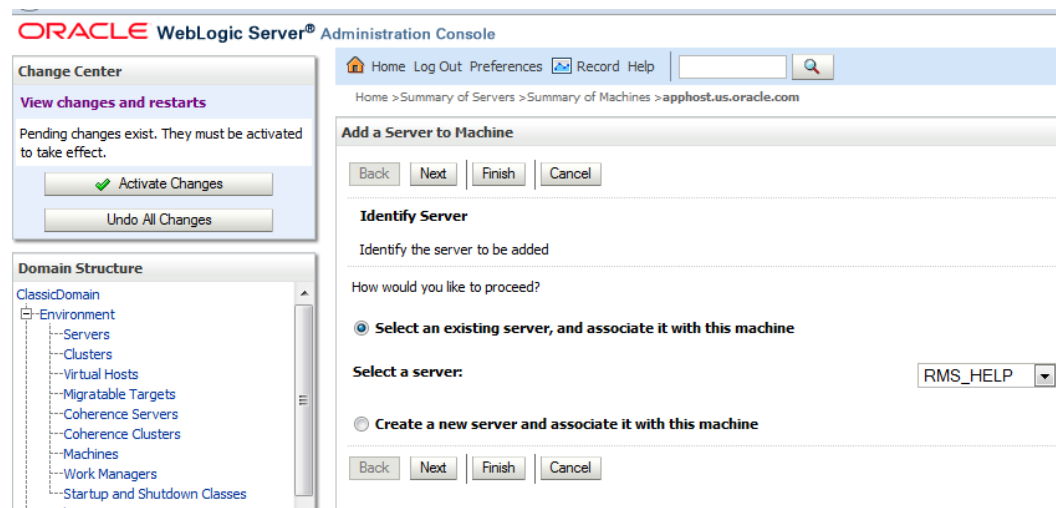 ORACLE WebLogic Server® Administration Console
Change Center
View changes and restarts
Pending changes exist. They must be activated
to take effect.
Activate Changes
Undo All Changes
Domain Structure
ClassicDomain
Environment
Servers
Clusters
Virtual Hosts
Migratable Targets
Coherence Servers
Coherence Clusters
Machines
Work Managers
Startup and Shutdown Classes
Home Log Out Preferences Record Help
Home >Summary of Servers >Summary of Machines >apphost.us.oracle.com
Add a Server to Machine
Back Next Finish Cancel
Identify Server
Identify the server to be added
How would you like to proceed?
Select an existing server, and associate it with this machine
Select a server: RMS_HELP
Create a new server and associate it with this machine
Back Next Finish Cancel